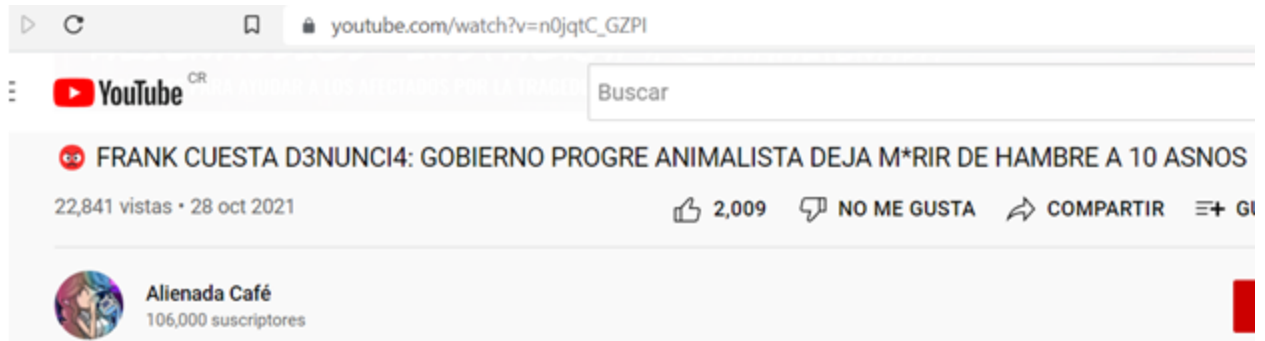 youtube.com/watch?v=n0jqtC_GZPI
YouTube CR
Buscar
FRANK CUESTA D3NUNCI4: GOBIERNO PROGRE ANIMALISTA DEJA M*RIR DE HAMBRE A 10 ASNOS
22,841 vistas • 28 oct 2021
2,009 NO ME GUSTA COMPARTIR GU
Alienada Café
106,000 suscriptores